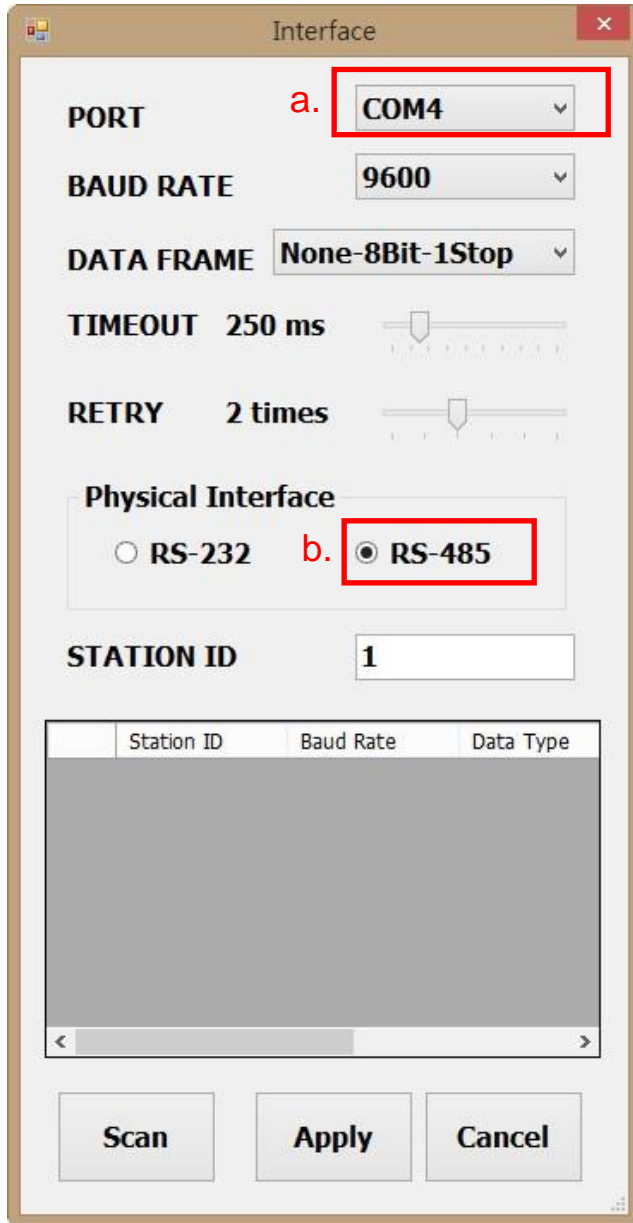 Interface
a.
PORT COM4
BAUD RATE 9600
DATA FRAME None-8Bit-1Stop
TIMEOUT 250 ms
RETRY 2 times
Physical Interface
RS-232 b. RS-485
STATION ID 1
Station ID Baud Rate Data Type
Scan Apply Cancel